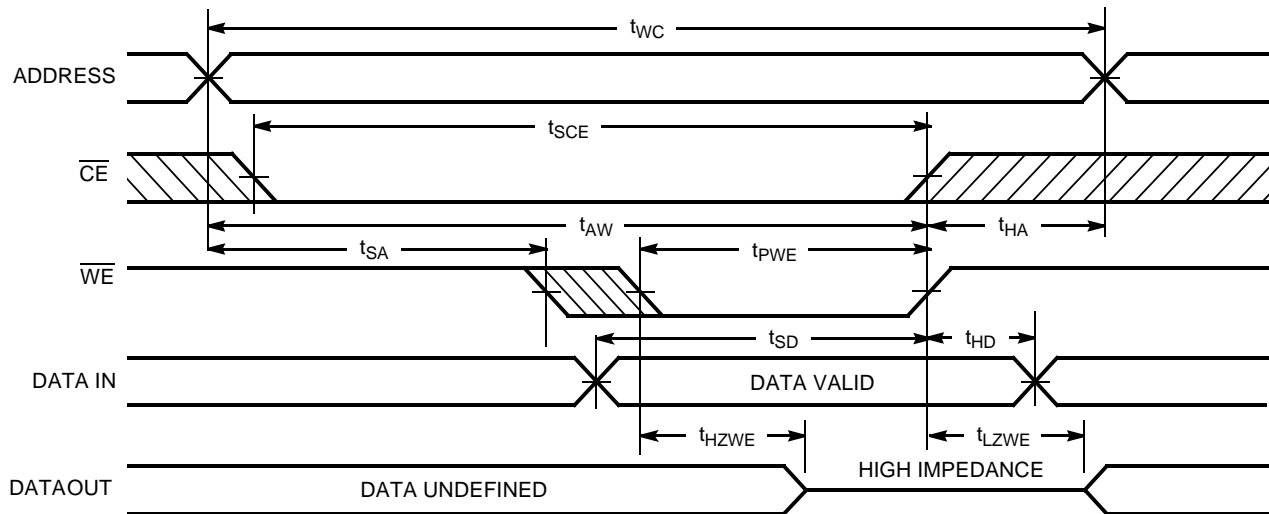 tWC
ADDRESS
tSCE
CE
tAW
tHA
tSA
tPWE
WE
tSD
tHD
DATA IN
DATA VALID
tHZWE
tLZWE
HIGH IMPEDANCE
DATAOUT
DATA UNDEFINED